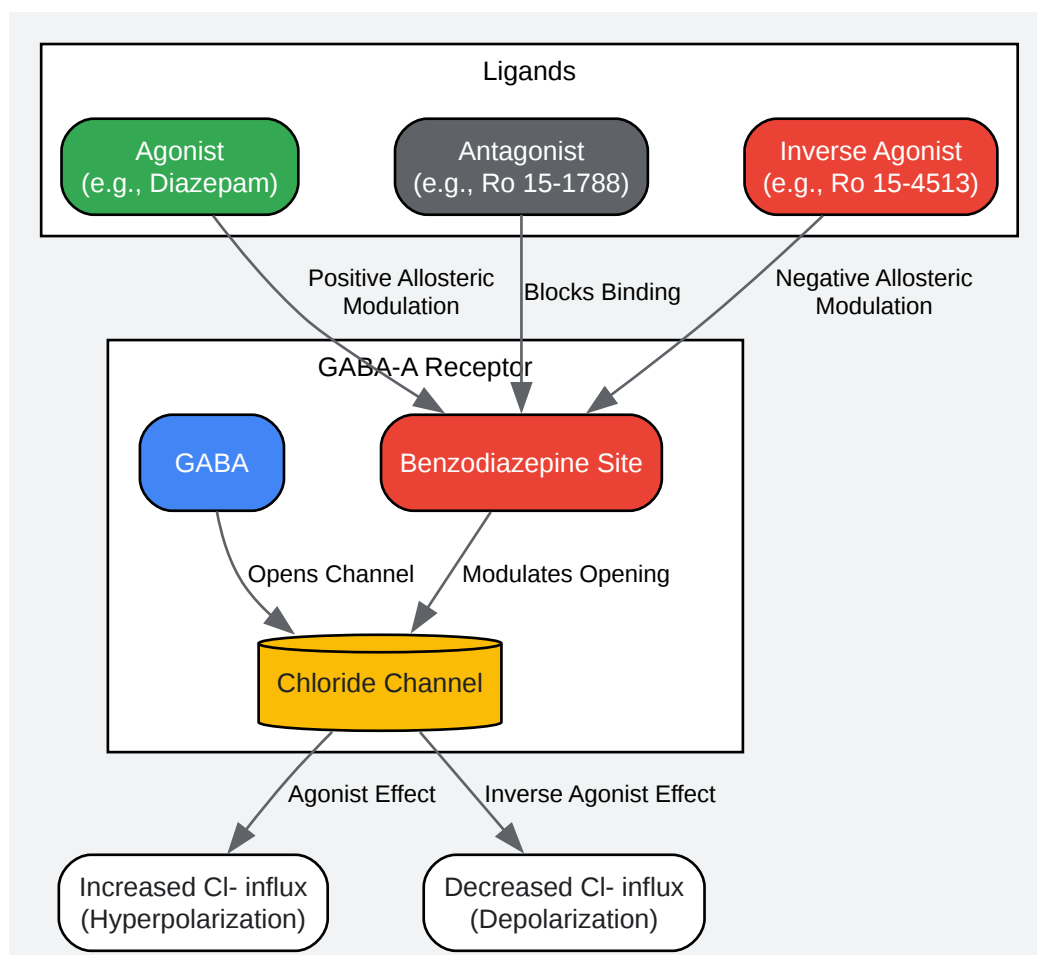 Ligands
Agonist
(e.g., Diazepam)
Antagonist
(e.g., Ro 15-1788)
Inverse Agonist
(e.g., Ro 15-4513)
Positive Allosteric
Modulation
Blocks Binding
Negative Allosteric
Modulation
GABA-A Receptor
GABA
Benzodiazepine Site
Opens Channel
Modulates Opening
Chloride Channel
Agonist Effect
Inverse Agonist Effect
Increased Cl- influx
(Hyperpolarization)
Decreased Cl- influx
(Depolarization)